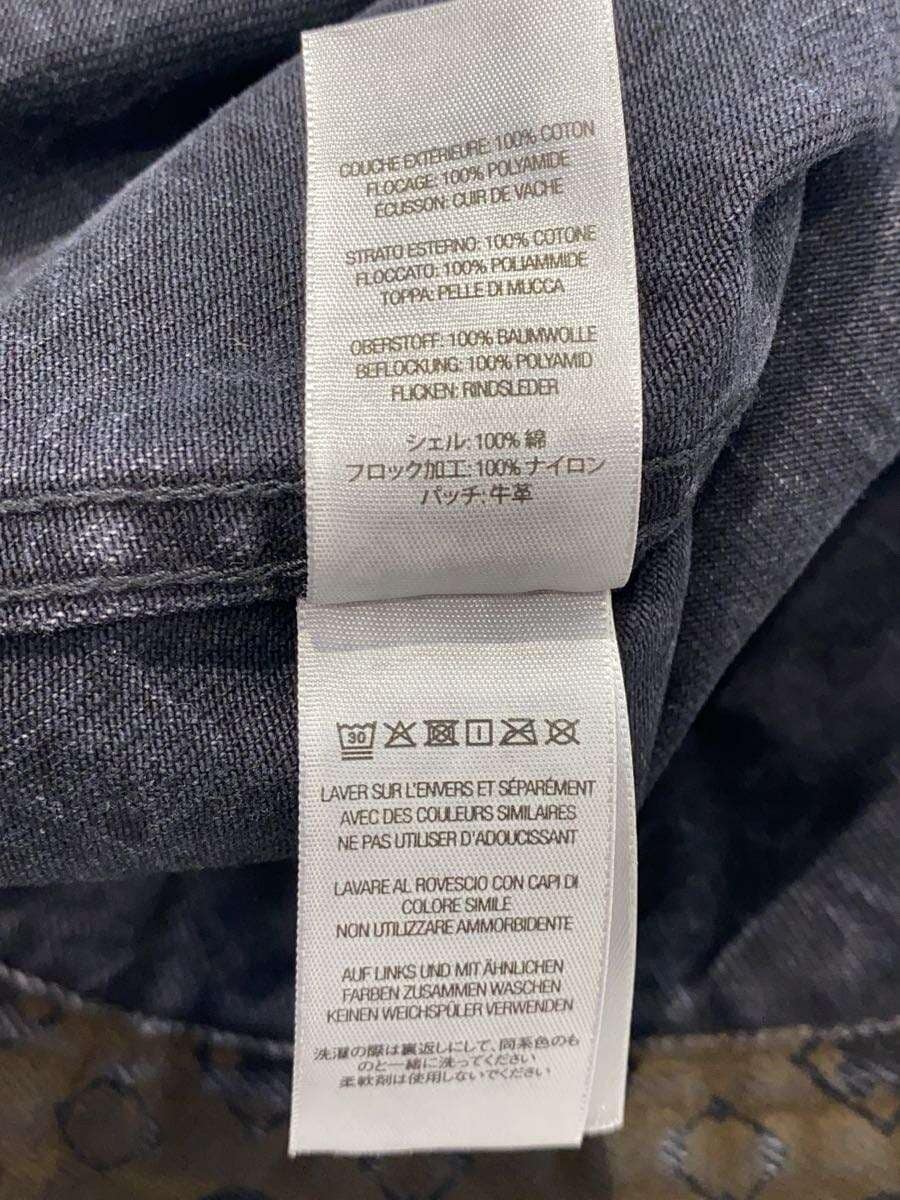 COUCHE EXTÉRIEURE: 100% COTON
FLOCAGE: 100% POLYAMIDE
ÉCUSSON: CUIR DE VACHE
STRATO ESTERNO: 100% COTONE
FLOCCATO: 100% POLIAMMIDE
TOPPA: PELLE DI MUCCA
OBERSTOFF: 100% BAUMWOLLE
BEFLOCKUNG: 100% POLYAMID
FLICKEN: RINDSLEDER
シェル: 100% 綿
フロック加工: 100% ナイロン
パッチ: 牛革
30
LAVER SUR L'ENVERS ET SÉPARÉMENT
AVEC DES COULEURS SIMILAIRES
NE PAS UTILISER D'ADOUCISSANT
LAVARE AL ROVESCIO CON CAPI DI
COLORE SIMILE
NON UTILIZZARE AMMORBIDENTE
AUF LINKS UND MIT ÄHNLICHEN
FARBEN ZUSAMMEN WASCHEN
KEINEN WEICHSPÜLER VERWENDEN
洗濯の際は裏返しにして、同系色のも
のと一緒に洗ってください
柔軟剤は使用しないでください